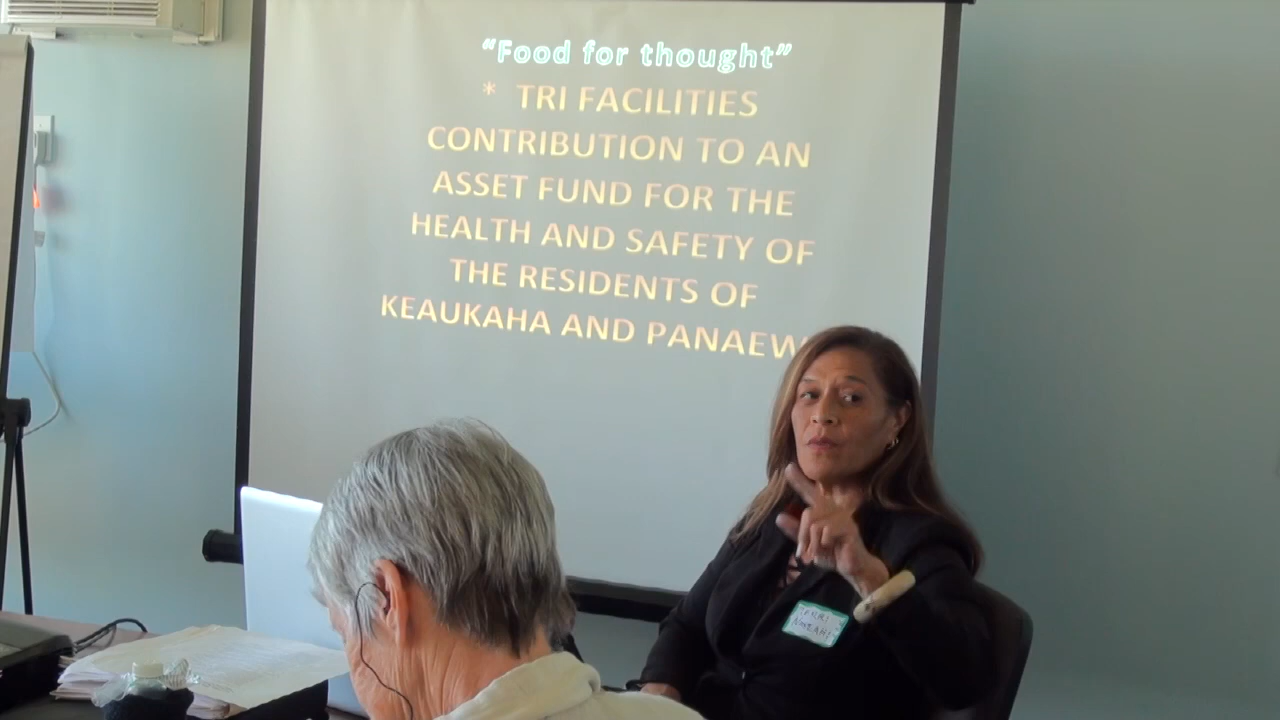 “Food for thought”
* TRI FACILITIES
CONTRIBUTION TO AN
ASSET FUND FOR THE
HEALTH AND SAFETY OF
THE RESIDENTS OF
KEAUKAHA AND PANAEW